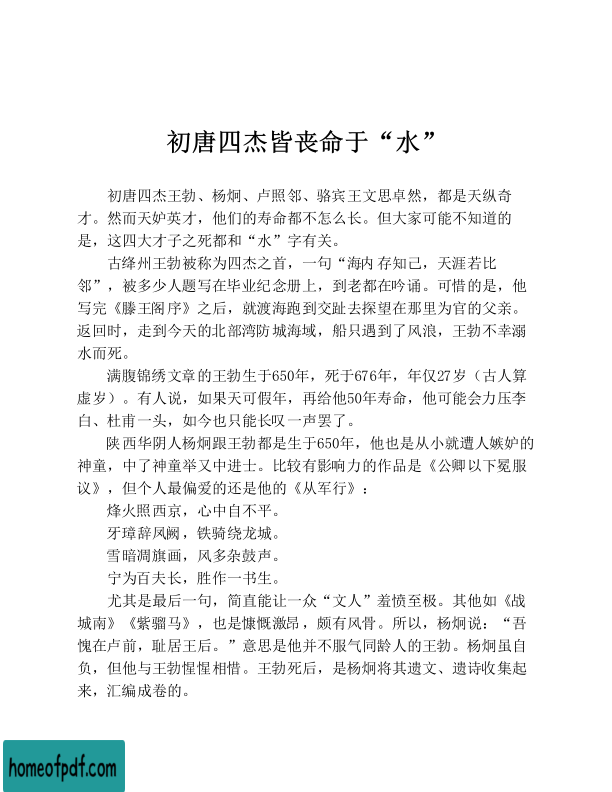 初唐四杰皆丧命于“水”
初唐四杰王勃、杨炯、卢照邻、骆宾王文思卓然，都是天纵奇
才。然而天妒英才，他们的寿命都不怎么长。但大家可能不知道的
是，这四大才子之死都和“水”字有关。
古绛州王勃被称为四杰之首，一句“海内存知己，天涯若比
邻”，被多少人题写在毕业纪念册上，到老都在吟诵。可惜的是，他
写完《滕王阁序》之后，就渡海跑到交趾去探望在那里为官的父亲。
返回时，走到今天的北部湾防城海域，船只遇到了风浪，王勃不幸溺
水而死。
满腹锦绣文章的王勃生于650年，死于676年，年仅27岁（古人算
虚岁）。有人说，如果天可假年，再给他50年寿命，他可能会力压李
白、杜甫一头，如今也只能长叹一声罢了。
陕西华阴人杨炯跟王勃都是生于650年，他也是从小就遭人嫉妒的
神童，中了神童举又中进士。比较有影响力的作品是《公卿以下冕服
议》，但个人最偏爱的还是他的《从军行》：
烽火照西京，心中自不平。
牙璋辞凤阙，铁骑绕龙城。
雪暗凋旗画，风多杂鼓声。
宁为百夫长，胜作一书生。
尤其是最后一句，简直能让一众“文人”羞愤至极。其他如《战
城南》《紫骝马》，也是慷慨激昂，颇有风骨。所以，杨炯说：“吾
愧在卢前，耻居王后。”意思是他并不服气同龄人的王勃。杨炯虽自
负，但他与王勃惺惺相惜。王勃死后，是杨炯将其遗文、遗诗收集起
来，汇编成卷的。
homeofpdf.com